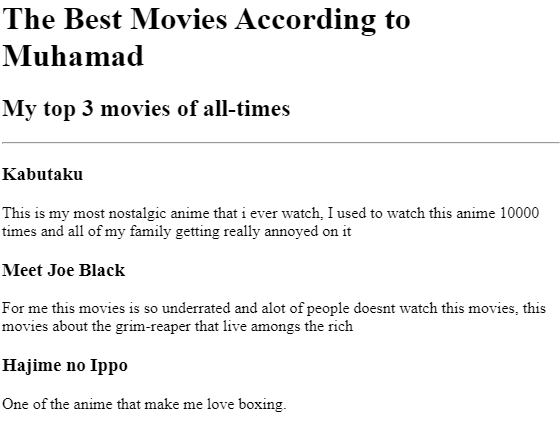 The Best Movies According to
Muhamad
My top 3 movies of all-times
Kabutaku
This is my most nostalgic anime that i ever watch, I used to watch this anime 10000
times and all of my family getting really annoyed on it
Meet Joe Black
For me this movies is so underrated and alot of people doesnt watch this movies, this
movies about the grim-reaper that live amongs the rich
Hajime no Ippo
One of the anime that make me love boxing.